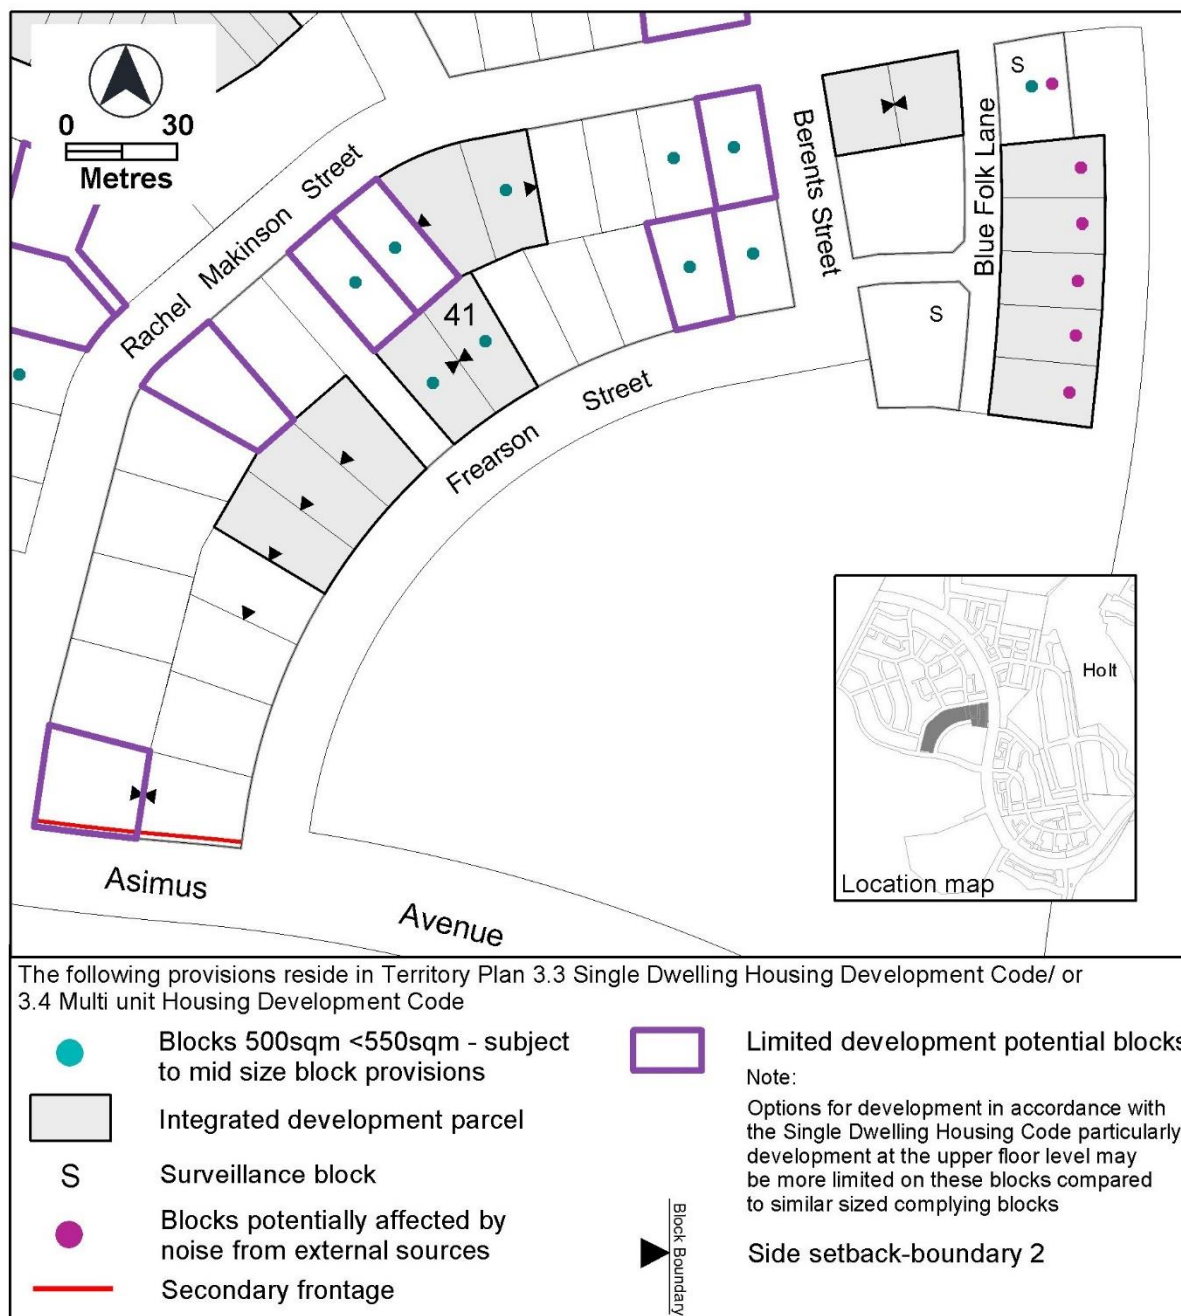 0 30
Metres
Rachel Makinson Street
41
Frearson Street
Berents Street
Blue Folk Lane
S
S
Asimus
Avenue
Holt
Location map
The following provisions reside in Territory Plan 3.3 Single Dwelling Housing Development Code/ or
3.4 Multi unit Housing Development Code
Blocks 500sqm <550sqm - subject
to mid size block provisions
Integrated development parcel
S Surveillance block
Blocks potentially affected by
noise from external sources
Secondary frontage
Limited development potential blocks
Note:
Options for development in accordance with
the Single Dwelling Housing Code particularly
development at the upper floor level may
be more limited on these blocks compared
to similar sized complying blocks
Block Boundary
Side setback-boundary 2